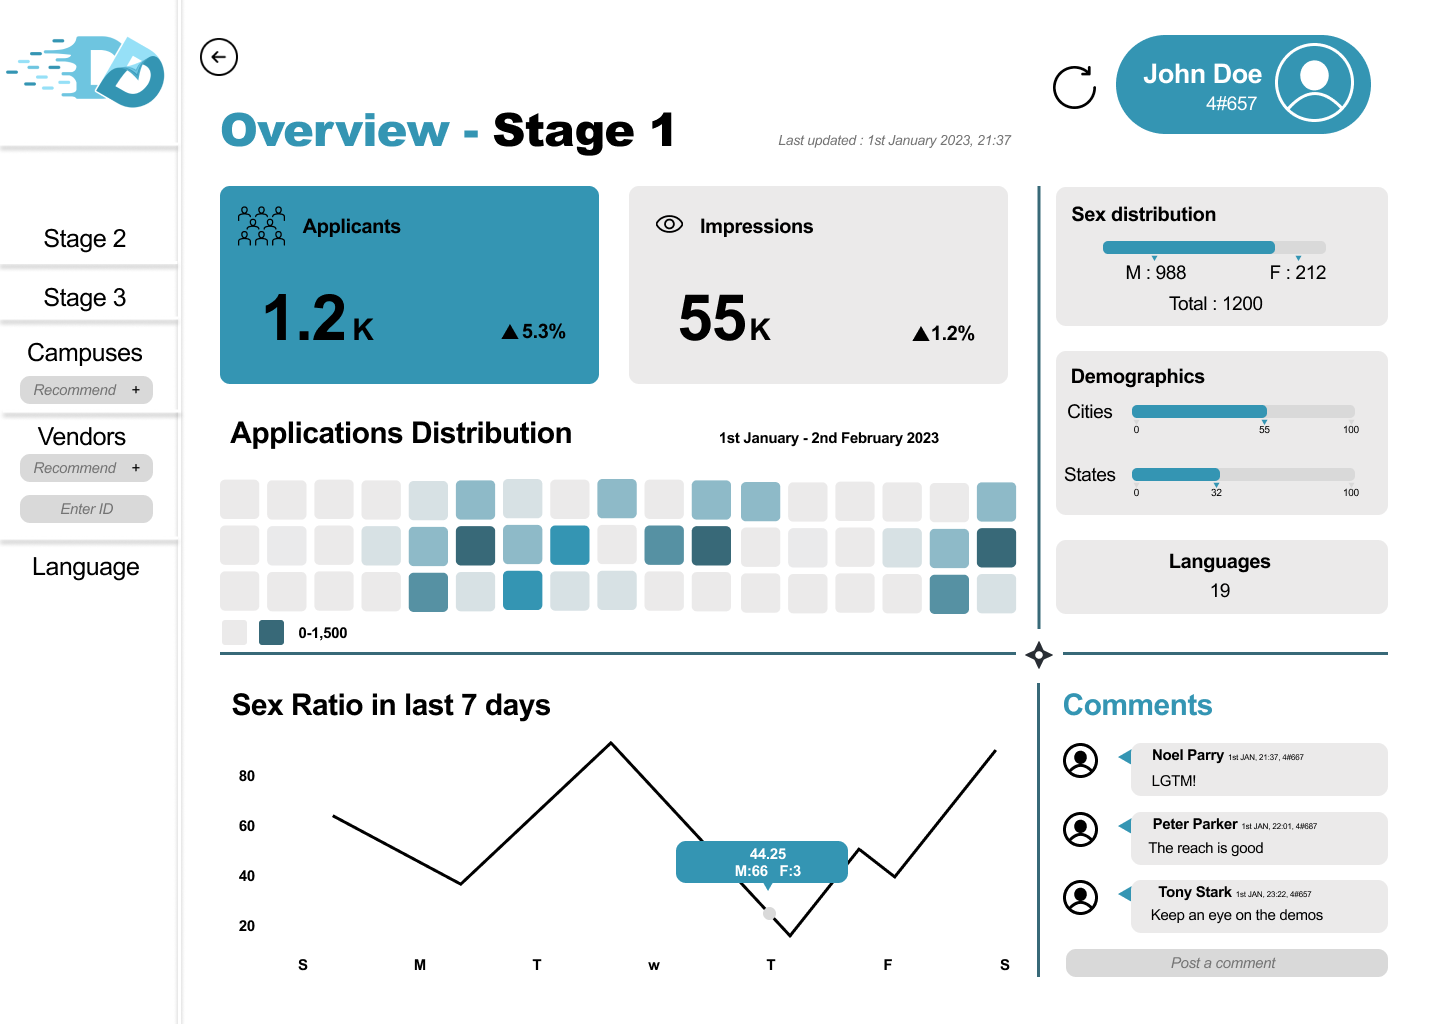 John Doe
4#657
Overview - Stage 1
Last updated : 1st January 2023, 21:37
Stage 2
Stage 3
Campuses
Recommend +
Vendors
Recommend +
Enter ID
Language
Applicants
1.2 K
5.3%
Impressions
55 K
1.2%
Sex distribution
M : 988 F : 212
Total : 1200
Demographics
Cities
0 55 100
States
0 32 100
Languages
19
Applications Distribution
1st January - 2nd February 2023
0-1,500
Sex Ratio in last 7 days
80
60
40
20
44.25
M:66 F:3
S M T w T F S
Comments
Noel Parry 1st JAN, 21:37, 4#667
LGTM!
Peter Parker 1st JAN, 22:01, 4#687
The reach is good
Tony Stark 1st JAN, 23:22, 4#657
Keep an eye on the demos
Post a comment